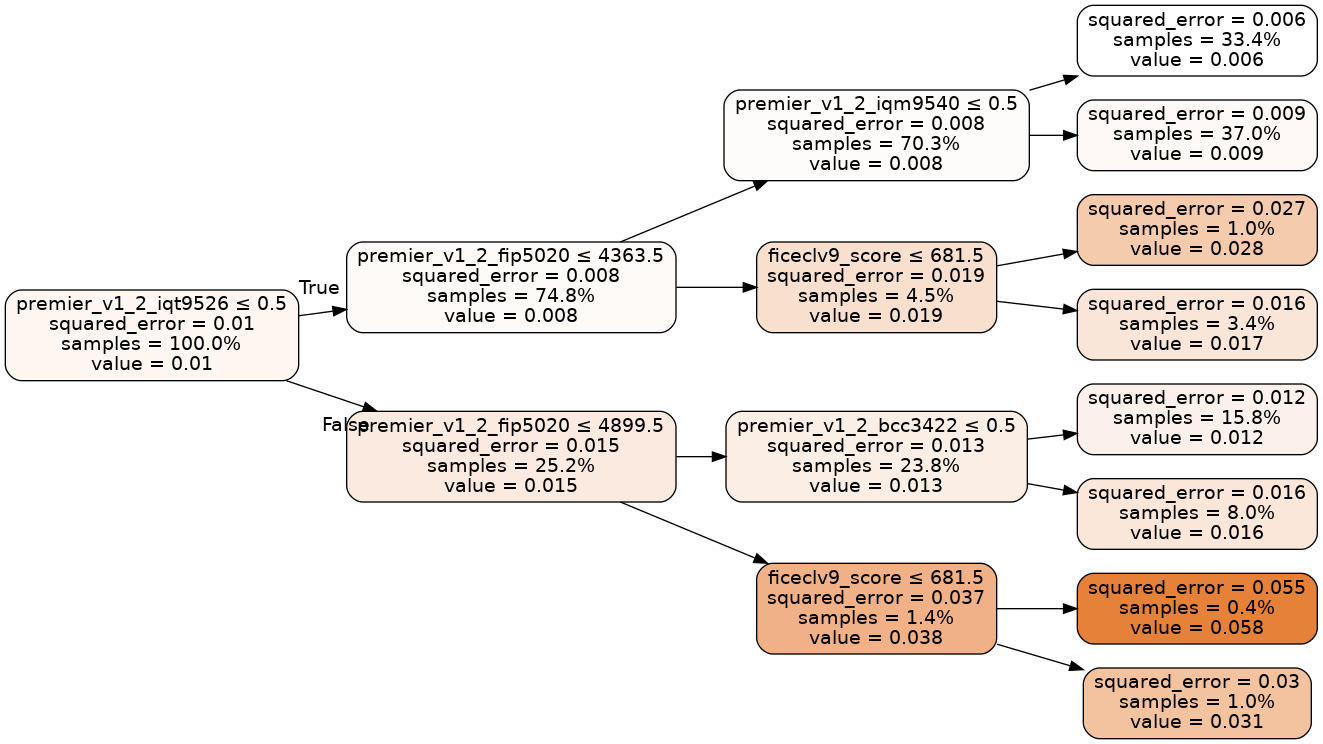 premier_v1_2_iqt9526 ≤ 0.5
squared_error = 0.01
samples = 100.0%
value = 0.01
True
False
premier_v1_2_fip5020 ≤ 4363.5
squared_error = 0.008
samples = 74.8%
value = 0.008
premier_v1_2_fip5020 ≤ 4899.5
squared_error = 0.015
samples = 25.2%
value = 0.015
premier_v1_2_iqm9540 ≤ 0.5
squared_error = 0.008
samples = 70.3%
value = 0.008
ficeclv9_score ≤ 681.5
squared_error = 0.019
samples = 4.5%
value = 0.019
premier_v1_2_bcc3422 ≤ 0.5
squared_error = 0.013
samples = 23.8%
value = 0.013
ficeclv9_score ≤ 681.5
squared_error = 0.037
samples = 1.4%
value = 0.038
squared_error = 0.006
samples = 33.4%
value = 0.006
squared_error = 0.009
samples = 37.0%
value = 0.009
squared_error = 0.027
samples = 1.0%
value = 0.028
squared_error = 0.016
samples = 3.4%
value = 0.017
squared_error = 0.012
samples = 15.8%
value = 0.012
squared_error = 0.016
samples = 8.0%
value = 0.016
squared_error = 0.055
samples = 0.4%
value = 0.058
squared_error = 0.03
samples = 1.0%
value = 0.031